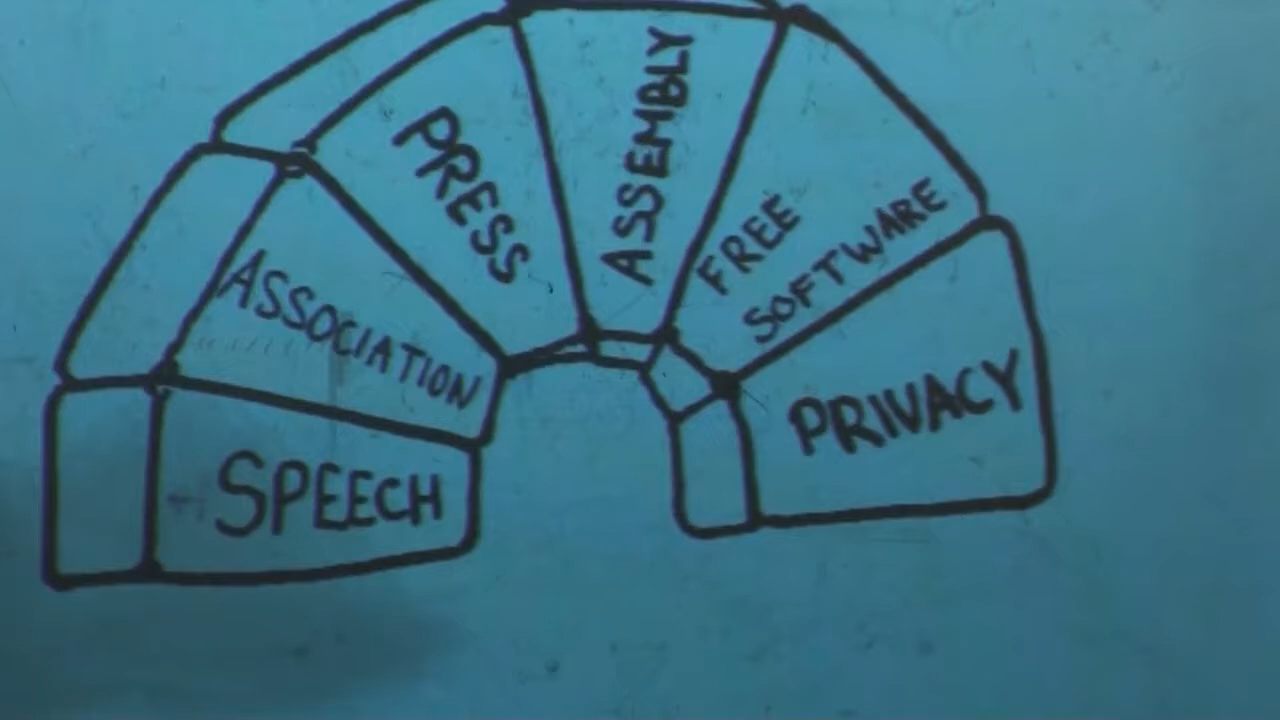 SPEECH
ASSOCIATION
PRESS
ASSEMBLY
FREE
SOFTWARE
PRIVACY